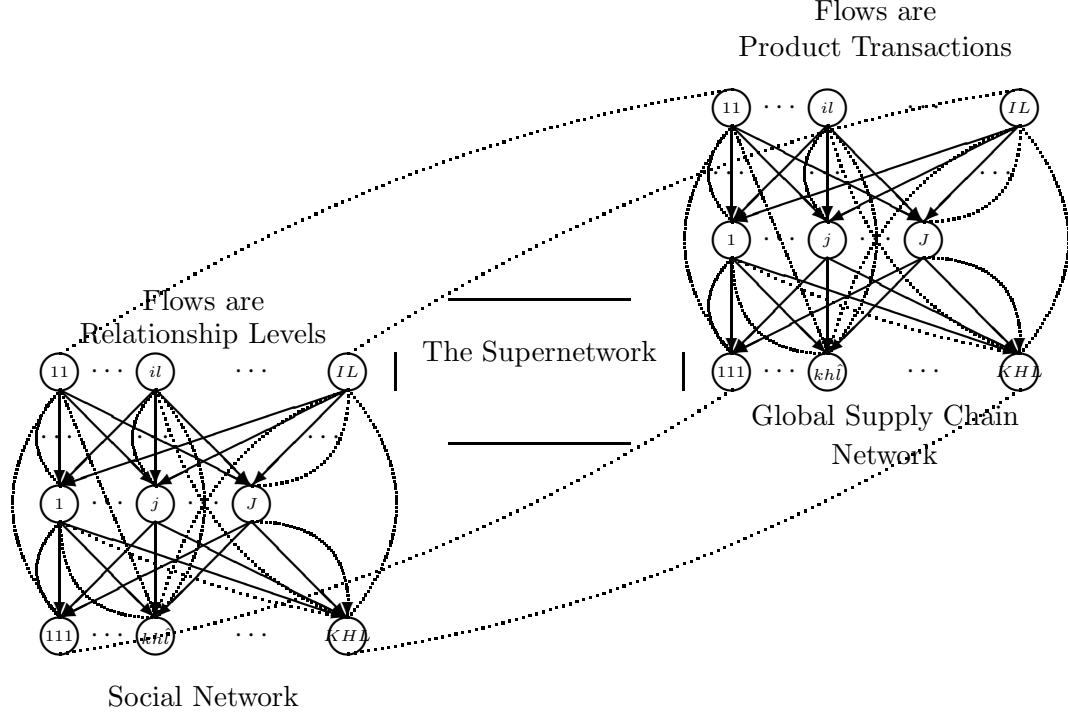 Flows are
Product Transactions
11 · · · il · · · IL
· · · · · ·
1 · · · j · · · J
111 · · · khl̂ · · · KHL
Global Supply Chain
Network
The Supernetwork
Flows are
Relationship Levels
11 · · · il · · · IL
· · · · · ·
1 · · · j · · · J
111 · · · khl̂ · · · KHL
Social Network